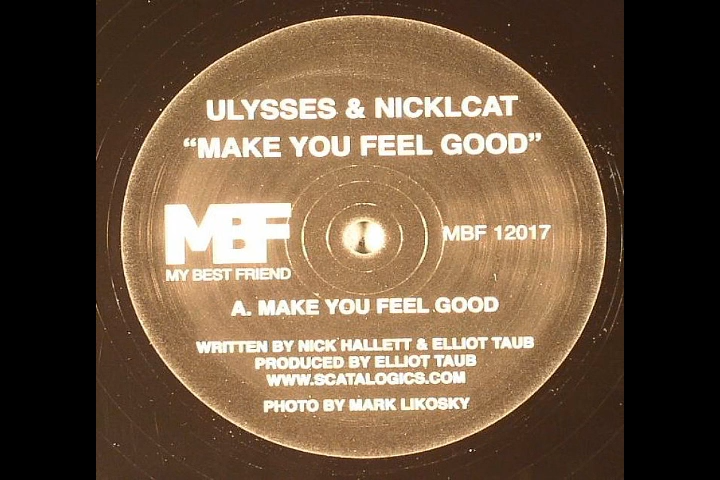 ULYSSES & NICKLCAT
“MAKE YOU FEEL GOOD”
MBF
MY BEST FRIEND
MBF 12017
A. MAKE YOU FEEL GOOD
WRITTEN BY NICK HALLETT & ELLIOT TAUB
PRODUCED BY ELLIOT TAUB
WWW.SCATALOGICS.COM
PHOTO BY MARK LIKOSKY